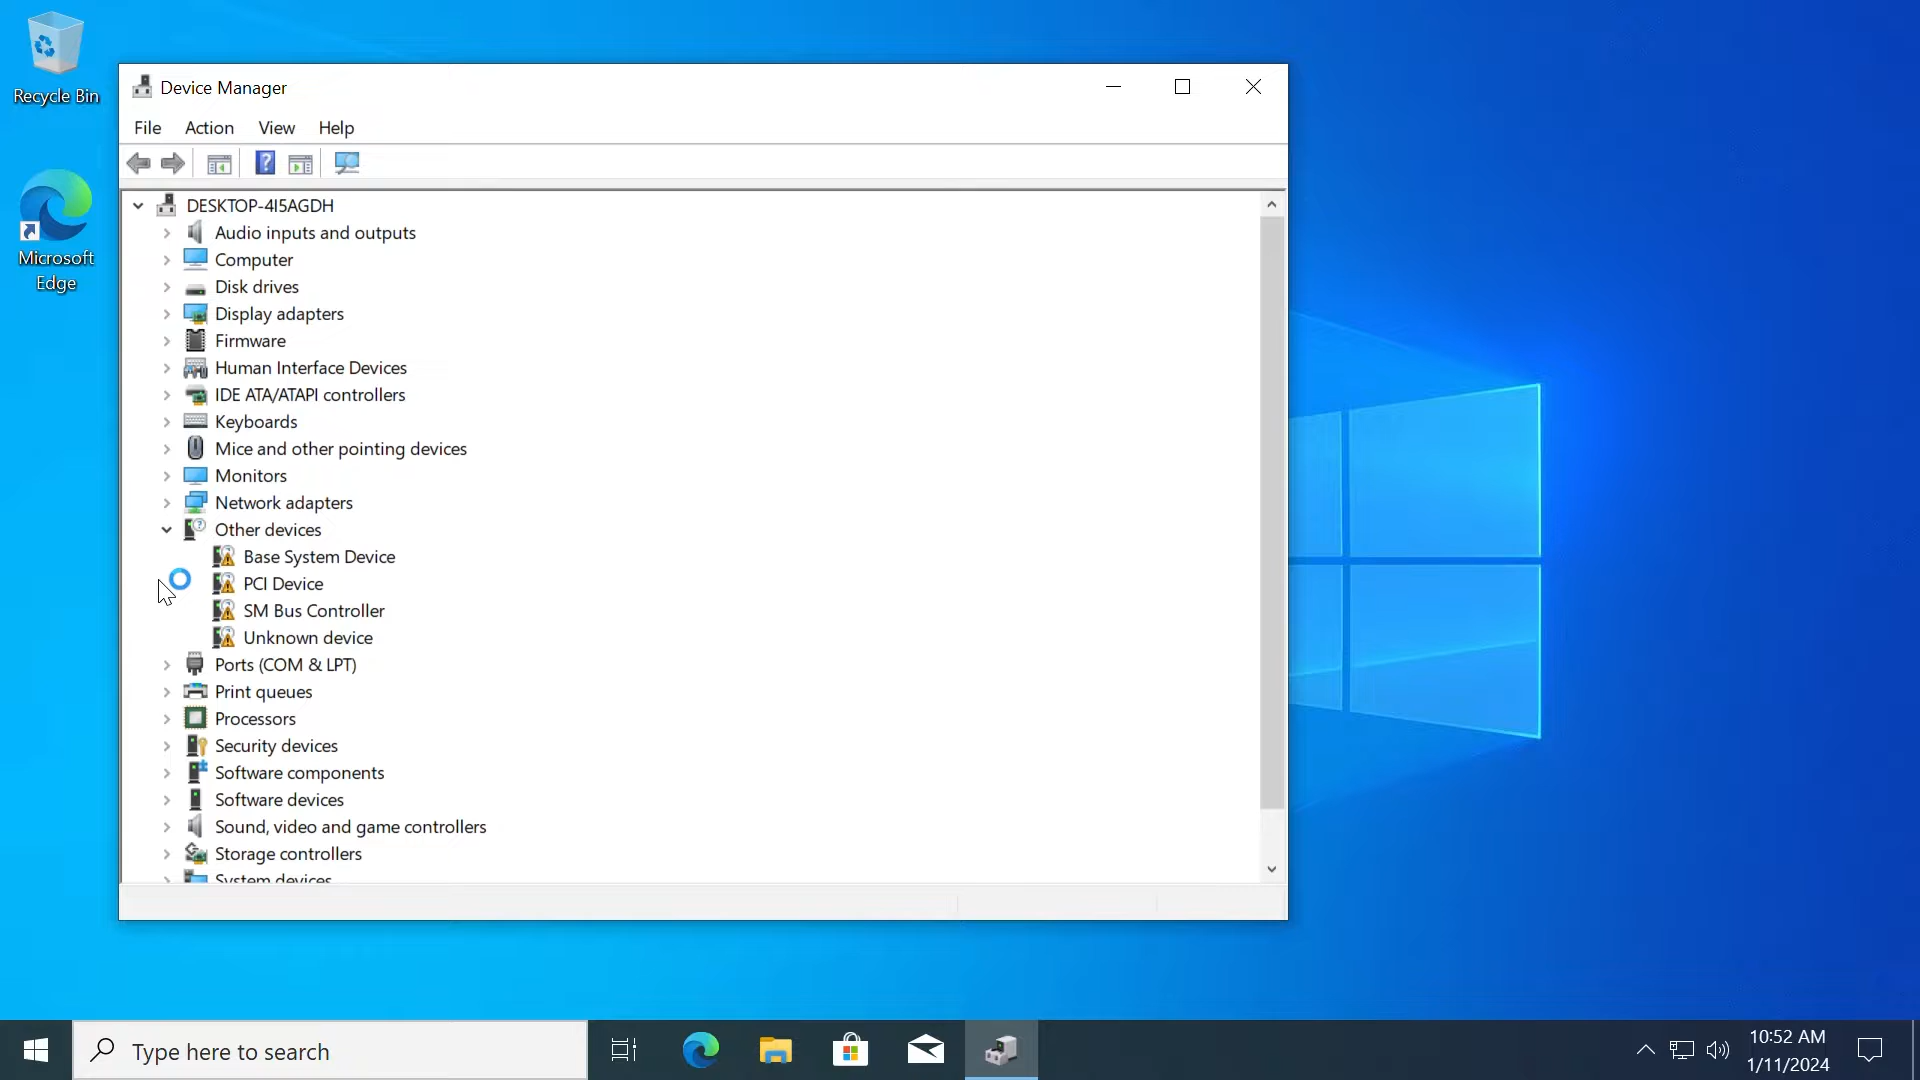 Recycle Bin
Microsoft
Edge
Device Manager
File Action View Help
DESKTOP-4I5AGDH
Audio inputs and outputs
Computer
Disk drives
Display adapters
Firmware
Human Interface Devices
IDE ATA/ATAPI controllers
Keyboards
Mice and other pointing devices
Monitors
Network adapters
Other devices
Base System Device
PCI Device
SM Bus Controller
Unknown device
Ports (COM & LPT)
Print queues
Processors
Security devices
Software components
Software devices
Sound, video and game controllers
Storage controllers
System devices
Type here to search
10:52 AM
1/11/2024